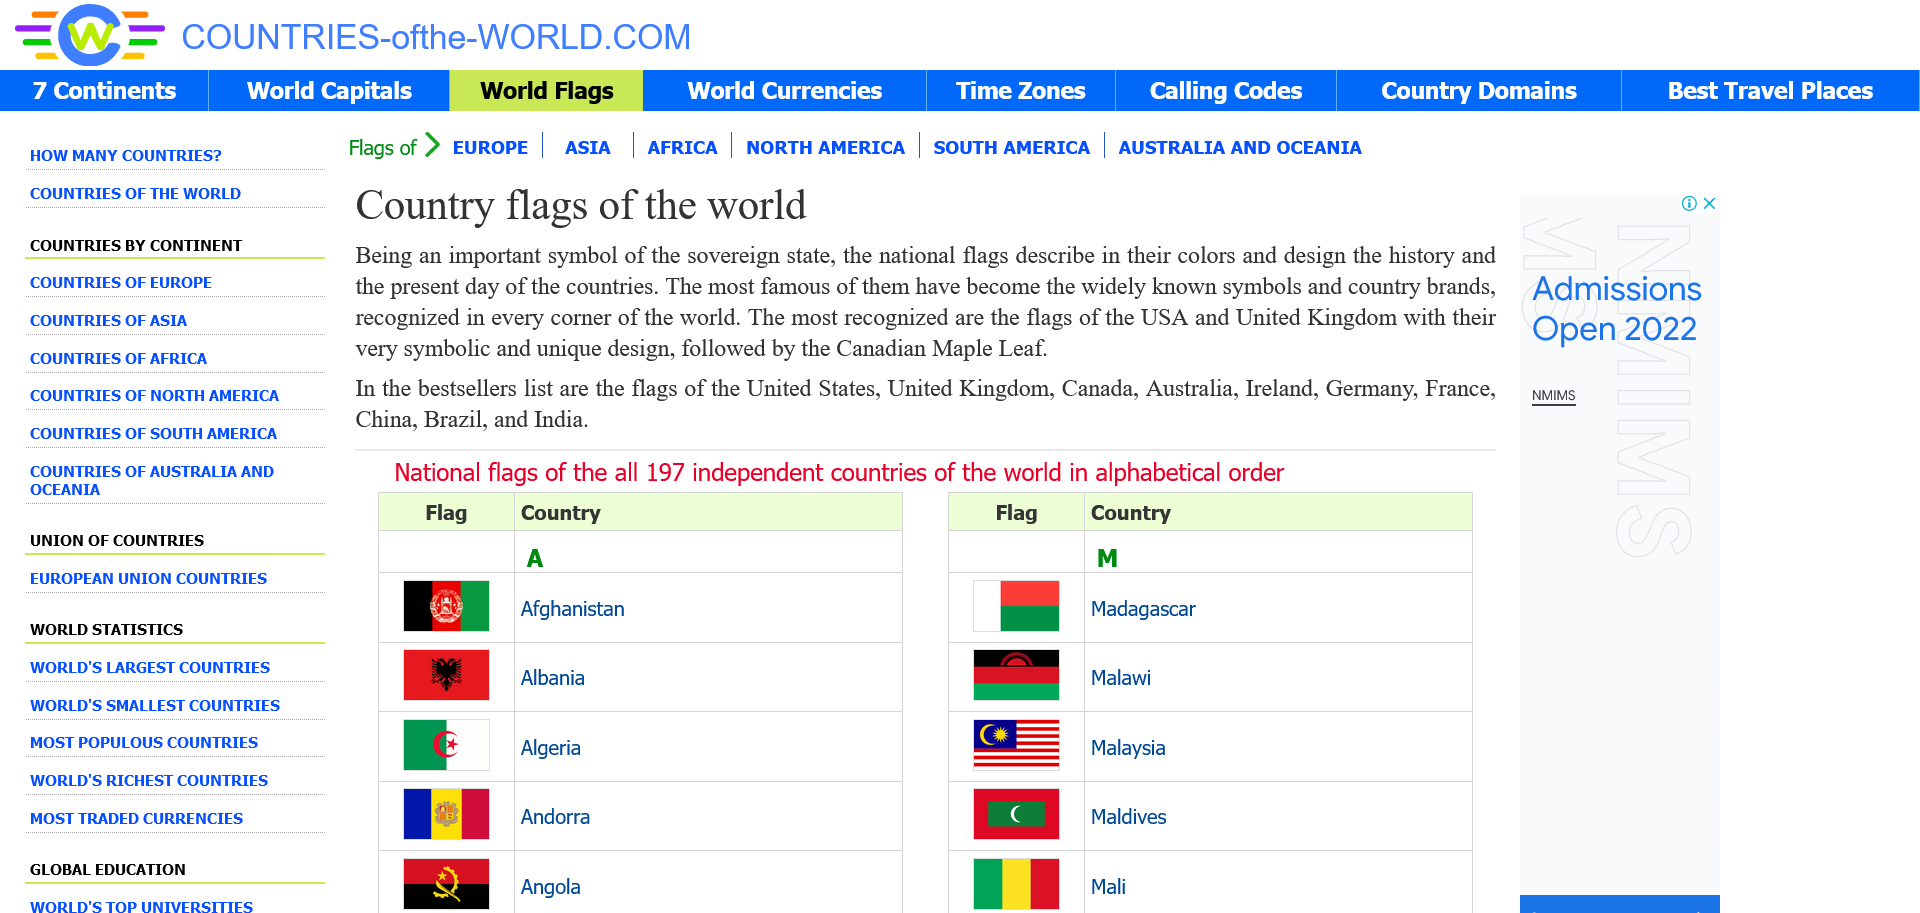 COUNTRIES-ofthe-WORLD.COM
7 Continents World Capitals World Flags World Currencies Time Zones Calling Codes Country Domains Best Travel Places
HOW MANY COUNTRIES?
COUNTRIES OF THE WORLD
COUNTRIES BY CONTINENT
COUNTRIES OF EUROPE
COUNTRIES OF ASIA
COUNTRIES OF AFRICA
COUNTRIES OF NORTH AMERICA
COUNTRIES OF SOUTH AMERICA
COUNTRIES OF AUSTRALIA AND
OCEANIA
UNION OF COUNTRIES
EUROPEAN UNION COUNTRIES
WORLD STATISTICS
WORLD'S LARGEST COUNTRIES
WORLD'S SMALLEST COUNTRIES
MOST POPULOUS COUNTRIES
WORLD'S RICHEST COUNTRIES
MOST TRADED CURRENCIES
GLOBAL EDUCATION
WORLD'S TOP UNIVERSITIES
Flags of EUROPE ASIA AFRICA NORTH AMERICA SOUTH AMERICA AUSTRALIA AND OCEANIA
Country flags of the world
Being an important symbol of the sovereign state, the national flags describe in their colors and design the history and
the present day of the countries. The most famous of them have become the widely known symbols and country brands,
recognized in every corner of the world. The most recognized are the flags of the USA and United Kingdom with their
very symbolic and unique design, followed by the Canadian Maple Leaf.
In the bestsellers list are the flags of the United States, United Kingdom, Canada, Australia, Ireland, Germany, France,
China, Brazil, and India.
National flags of the all 197 independent countries of the world in alphabetical order
Flag Country
A
Afghanistan
Albania
Algeria
Andorra
Angola
Flag Country
M
Madagascar
Malawi
Malaysia
Maldives
Mali
Admissions
Open 2022
NMIMS
NMIMS